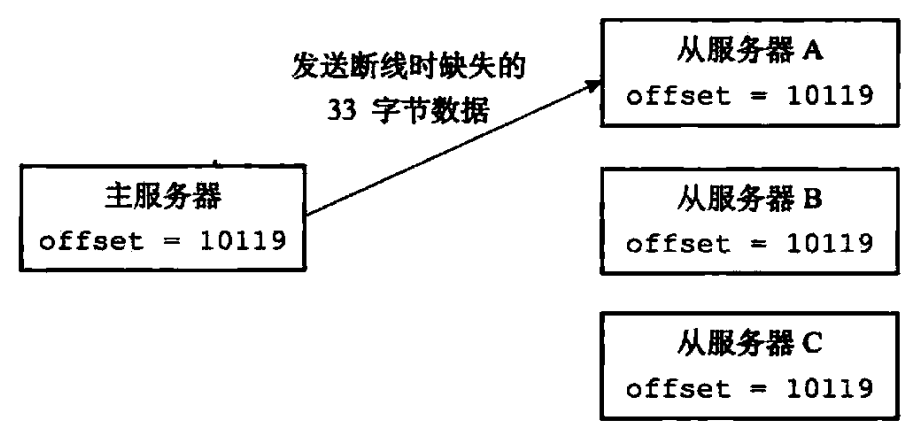 发送断线时缺失的
33 字节数据
主服务器
offset = 10119
从服务器 A
offset = 10119
从服务器 B
offset = 10119
从服务器 C
offset = 10119